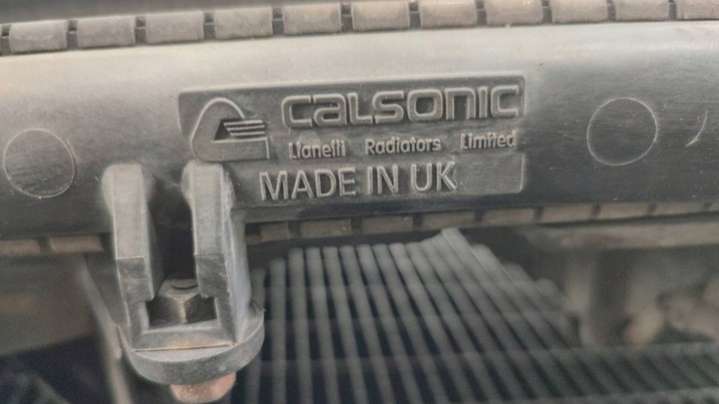 CALSONIC
Llanelli Radiators Limited
MADE IN UK